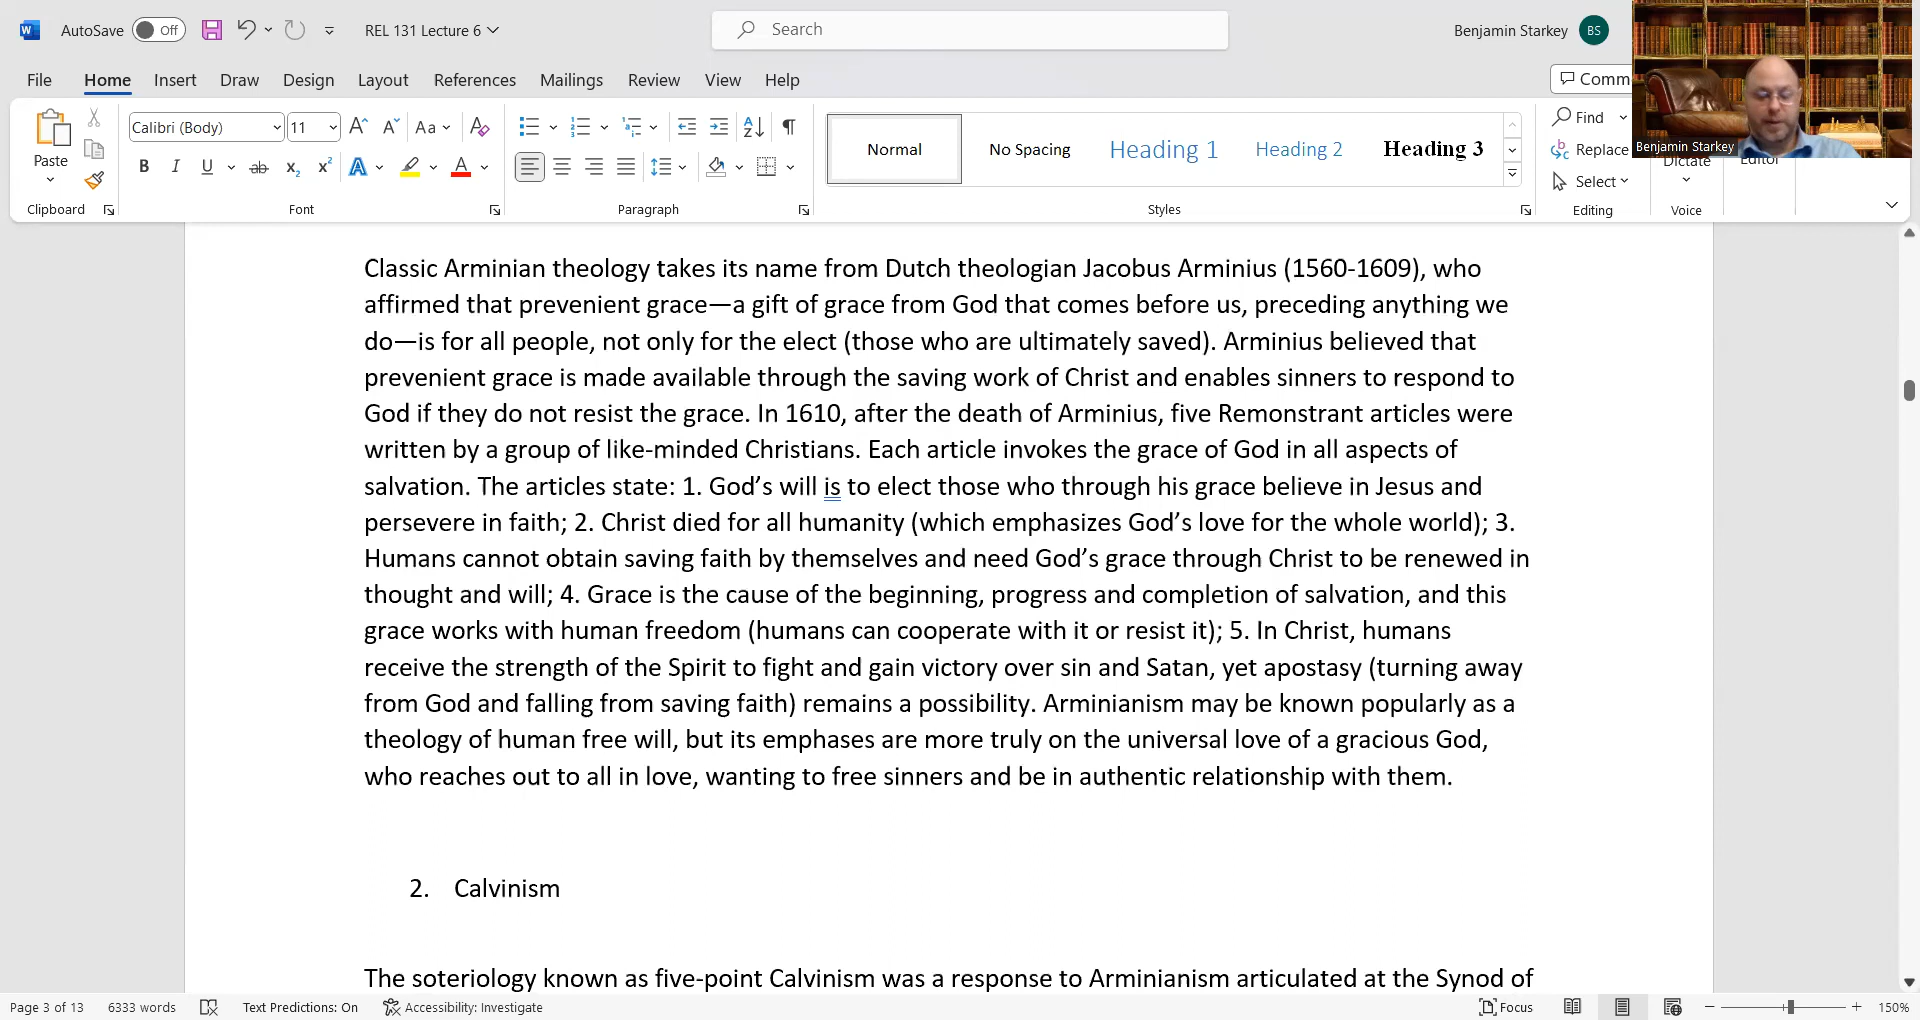 AutoSave Off REL 131 Lecture 6 Search Benjamin Starkey BS
File Home Insert Draw Design Layout References Mailings Review View Help Comm
Calibri (Body) 11 Aa
Paste
Clipboard Font Paragraph Styles Editing Voice
Normal No Spacing Heading 1 Heading 2 Heading 3
Find
Replace
Select
Dictate Editor
Benjamin Starkey
Classic Arminian theology takes its name from Dutch theologian Jacobus Arminius (1560-1609), who
affirmed that prevenient grace—a gift of grace from God that comes before us, preceding anything we
do—is for all people, not only for the elect (those who are ultimately saved). Arminius believed that
prevenient grace is made available through the saving work of Christ and enables sinners to respond to
God if they do not resist the grace. In 1610, after the death of Arminius, five Remonstrant articles were
written by a group of like-minded Christians. Each article invokes the grace of God in all aspects of
salvation. The articles state: 1. God’s will is to elect those who through his grace believe in Jesus and
persevere in faith; 2. Christ died for all humanity (which emphasizes God’s love for the whole world); 3.
Humans cannot obtain saving faith by themselves and need God’s grace through Christ to be renewed in
thought and will; 4. Grace is the cause of the beginning, progress and completion of salvation, and this
grace works with human freedom (humans can cooperate with it or resist it); 5. In Christ, humans
receive the strength of the Spirit to fight and gain victory over sin and Satan, yet apostasy (turning away
from God and falling from saving faith) remains a possibility. Arminianism may be known popularly as a
theology of human free will, but its emphases are more truly on the universal love of a gracious God,
who reaches out to all in love, wanting to free sinners and be in authentic relationship with them.
2. Calvinism
The soteriology known as five-point Calvinism was a response to Arminianism articulated at the Synod of
Page 3 of 13 6333 words Text Predictions: On Accessibility: Investigate Focus 150%